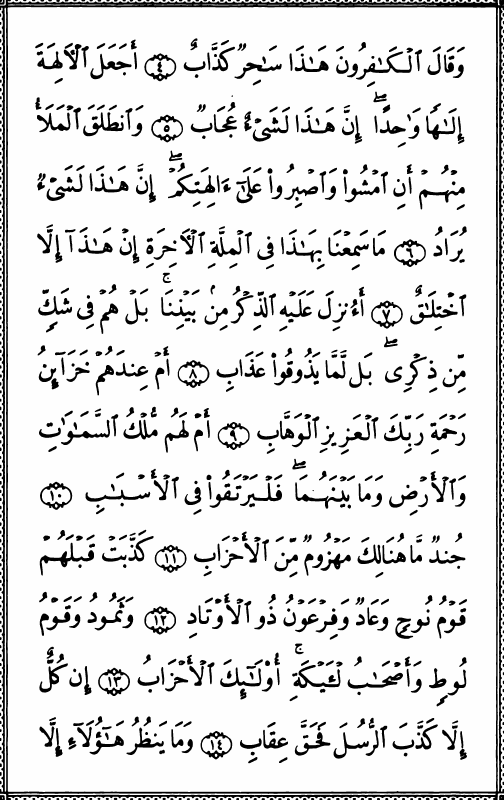 وَقَالَ ٱلْكَـٰفِرُونَ هَـٰذَا سَـٰحِرٌ كَذَّابٌ ٤ أَجَعَلَ ٱلْـَٔالِهَةَ
إِلَـٰهًا وَٰحِدًا ۖ إِنَّ هَـٰذَا لَشَىْءٌ عُجَابٌ ٥ وَٱنطَلَقَ ٱلْمَلَأُ
مِنْهُمْ أَنِ ٱمْشُوا۟ وَٱصْبِرُوا۟ عَلَىٰٓ ءَالِهَتِكُمْ ۖ إِنَّ هَـٰذَا لَشَىْءٌ
يُرَادُ ٦ مَا سَمِعْنَا بِهَـٰذَا فِى ٱلْمِلَّةِ ٱلْـَٔاخِرَةِ إِنْ هَـٰذَآ إِلَّا
ٱخْتِلَـٰقٌ ٧ أَءُنزِلَ عَلَيْهِ ٱلذِّكْرُ مِنۢ بَيْنِنَا ۚ بَلْ هُمْ فِى شَكٍّ
مِّن ذِكْرِى ۖ بَل لَّمَّا يَذُوقُوا۟ عَذَابِ ٨ أَمْ عِندَهُمْ خَزَآئِنُ
رَحْمَةِ رَبِّكَ ٱلْعَزِيزِ ٱلْوَهَّابِ ٩ أَمْ لَهُم مُّلْكُ ٱلسَّمَـٰوَٰتِ
وَٱلْأَرْضِ وَمَا بَيْنَهُمَا ۖ فَلْيَرْتَقُوا۟ فِى ٱلْأَسْبَـٰبِ ١٠
جُندٌ مَّا هُنَالِكَ مَهْزُومٌ مِّنَ ٱلْأَحْزَابِ ١١ كَذَّبَتْ قَبْلَهُمْ
قَوْمُ نُوحٍ وَعَادٌ وَفِرْعَوْنُ ذُو ٱلْأَوْتَادِ ١٢ وَثَمُودُ وَقَوْمُ
لُوطٍ وَأَصْحَـٰبُ لْـَٔيْكَةِ ۚ أُو۟لَـٰٓئِكَ ٱلْأَحْزَابُ ١٣ إِن كُلٌّ
إِلَّا كَذَّبَ ٱلرُّسُلَ فَحَقَّ عِقَابِ ١٤ وَمَا يَنظُرُ هَـٰٓؤُلَآءِ إِلَّا